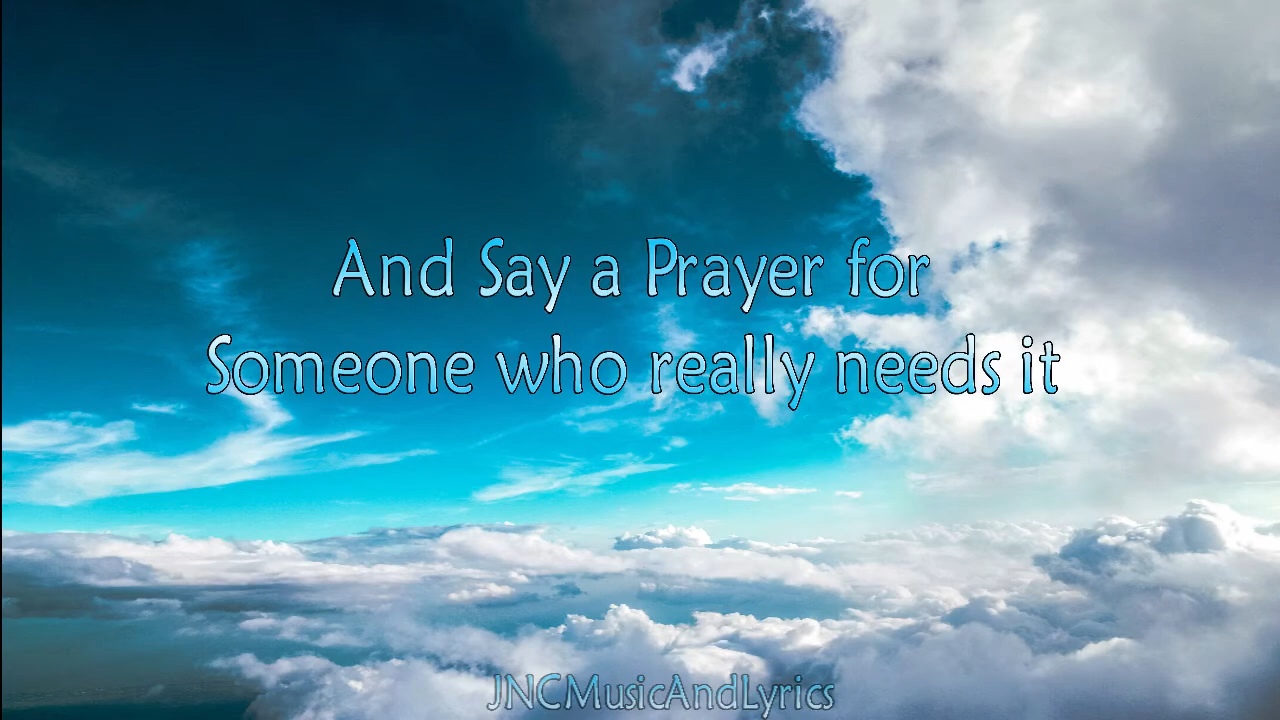 And Say a Prayer for
Someone who really needs it
JNCMusicAndLyrics